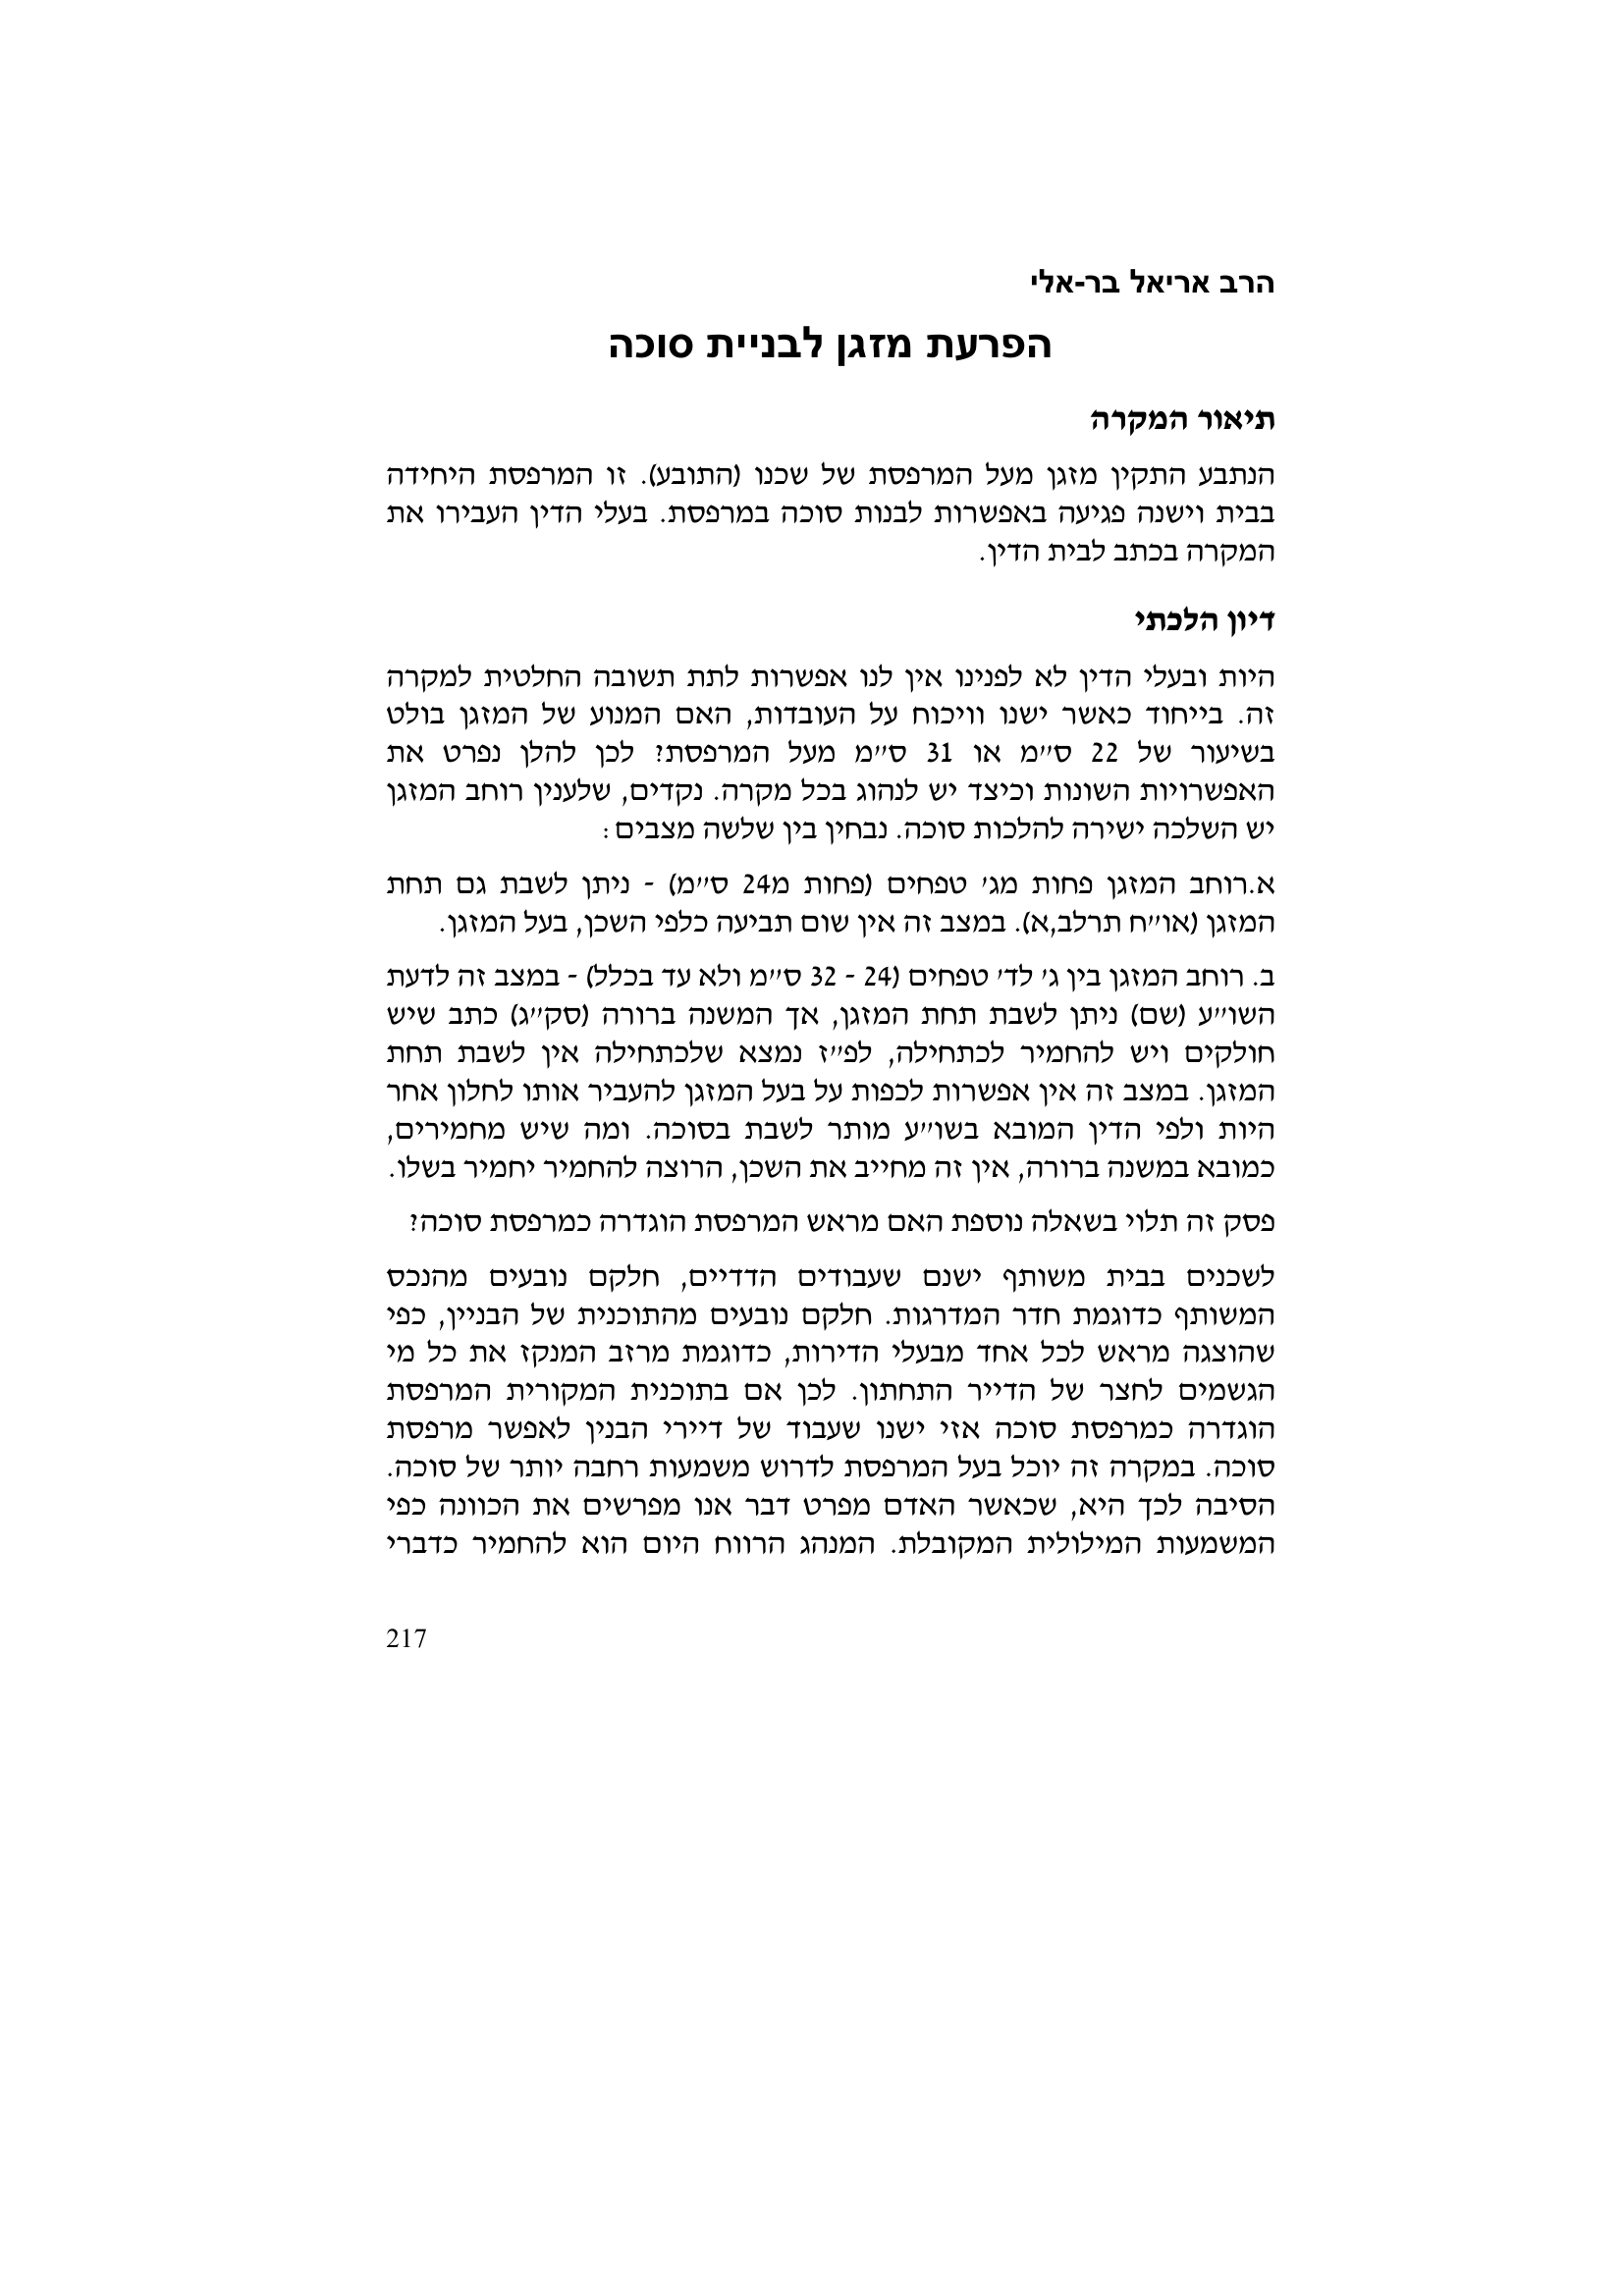 הרב אריאל בר-אלי
הפרעת מזגן לבניית סוכה
תיאור המקרה
הנתבע התקין מזגן מעל המרפסת של שכנו (התובע). זו המרפסת היחידה
בבית וישנה פגיעה באפשרות לבנות סוכה במרפסת. בעלי הדין העבירו את
המקרה בכתב לבית הדין.
דיון הלכתי
היות ובעלי הדין לא לפנינו אין לנו אפשרות לתת תשובה החלטית למקרה
זה. בייחוד כאשר ישנו וויכוח על העובדות, האם המנוע של המזגן בולט
בשיעור של 22 ס"מ או 31 ס"מ מעל המרפסת? לכן להלן נפרט את
האפשרויות השונות וכיצד יש לנהוג בכל מקרה. נקדים, שלענין רוחב המזגן
יש השלכה ישירה להלכות סוכה. נבחין בין שלשה מצבים:
א.רוחב המזגן פחות מג' טפחים (פחות מ24 ס"מ) - ניתן לשבת גם תחת
המזגן (או"ח תרלב,א). במצב זה אין שום תביעה כלפי השכן, בעל המזגן.
ב. רוחב המזגן בין ג' לד' טפחים (24 - 32 ס"מ ולא עד בכלל) - במצב זה לדעת
השו"ע (שם) ניתן לשבת תחת המזגן, אך המשנה ברורה (סק"ג) כתב שיש
חולקים ויש להחמיר לכתחילה, לפ"ז נמצא שלכתחילה אין לשבת תחת
המזגן. במצב זה אין אפשרות לכפות על בעל המזגן להעביר אותו לחלון אחר
היות ולפי הדין המובא בשו"ע מותר לשבת בסוכה. ומה שיש מחמירים,
כמובא במשנה ברורה, אין זה מחייב את השכן, הרוצה להחמיר יחמיר בשלו.
פסק זה תלוי בשאלה נוספת האם מראש המרפסת הוגדרה כמרפסת סוכה?
לשכנים בבית משותף ישנם שעבודים הדדיים, חלקם נובעים מהנכס
המשותף כדוגמת חדר המדרגות. חלקם נובעים מהתוכנית של הבניין, כפי
שהוצגה מראש לכל אחד מבעלי הדירות, כדוגמת מרזב המנקז את כל מי
הגשמים לחצר של הדייר התחתון. לכן אם בתוכנית המקורית המרפסת
הוגדרה כמרפסת סוכה אזי ישנו שעבוד של דיירי הבנין לאפשר מרפסת
סוכה. במקרה זה יוכל בעל המרפסת לדרוש משמעות רחבה יותר של סוכה.
הסיבה לכך היא, שכאשר האדם מפרט דבר אנו מפרשים את הכוונה כפי
המשמעות המילולית המקובלת. המנהג הרווח היום הוא להחמיר כדברי
217